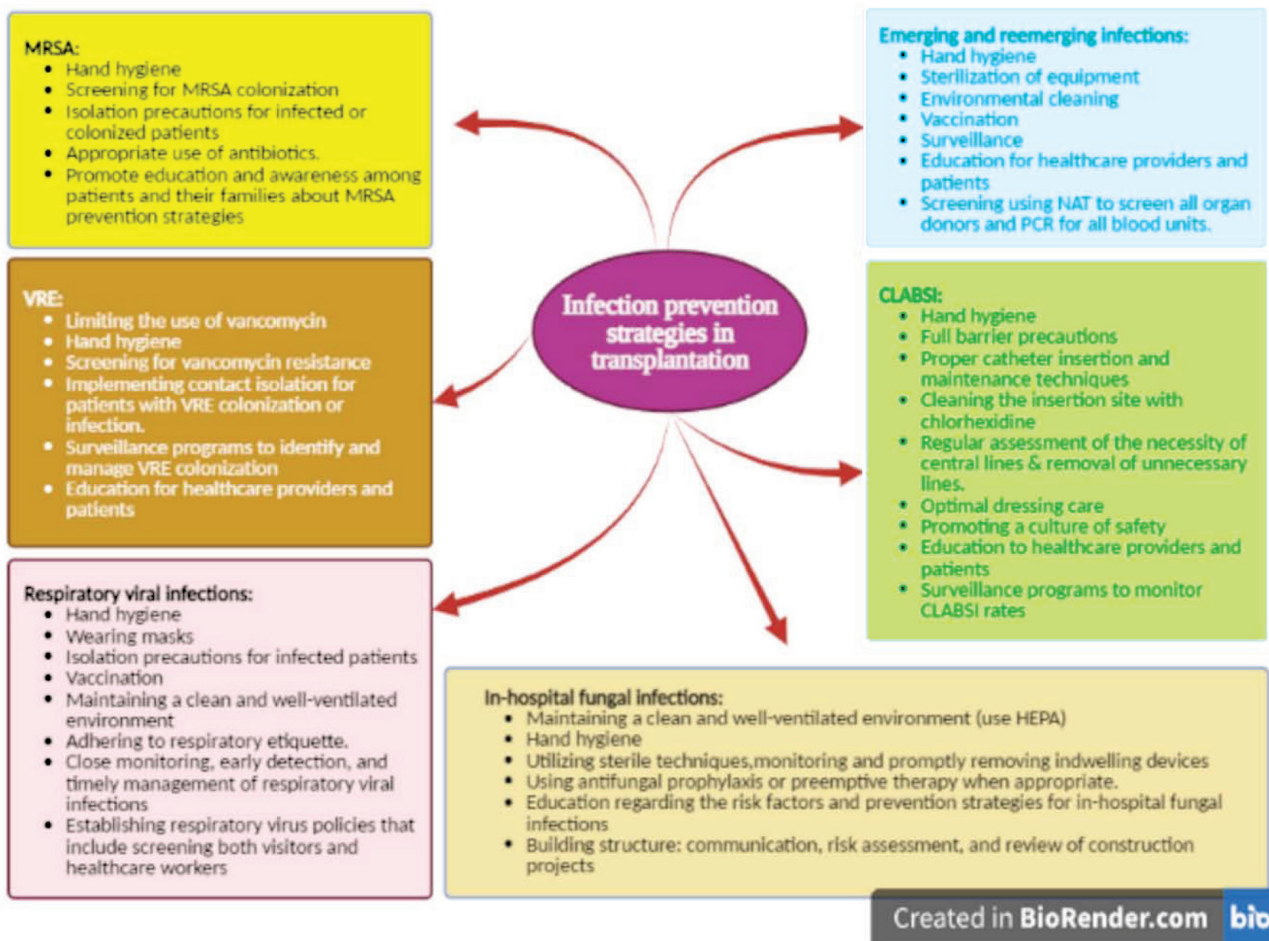 MRSA:
• Hand hygiene
• Screening for MRSA colonization
• Isolation precautions for infected or
colonized patients
• Appropriate use of antibiotics.
• Promote education and awareness among
patients and their families about MRSA
prevention strategies
Emerging and reemerging infections:
• Hand hygiene
• Sterilization of equipment
• Environmental cleaning
• Vaccination
• Surveillance
• Education for healthcare providers and
patients
• Screening using NAT to screen all organ
donors and PCR for all blood units.
Infection prevention
strategies in
transplantation
VRE:
• Limiting the use of vancomycin
• Hand hygiene
• Screening for vancomycin resistance
• Implementing contact isolation for
patients with VRE colonization or
infection.
• Surveillance programs to identify and
manage VRE colonization
• Education for healthcare providers and
patients
CLABSI:
• Hand hygiene
• Full barrier precautions
• Proper catheter insertion and
maintenance techniques
• Cleaning the insertion site with
chlorhexidine
• Regular assessment of the necessity of
central lines & removal of unnecessary
lines.
• Optimal dressing care
• Promoting a culture of safety
• Education to healthcare providers and
patients
• Surveillance programs to monitor
CLABSI rates
Respiratory viral infections:
• Hand hygiene
• Wearing masks
• Isolation precautions for infected patients
• Vaccination
• Maintaining a clean and well-ventilated
environment
• Adhering to respiratory etiquette.
• Close monitoring, early detection, and
timely management of respiratory viral
infections
• Establishing respiratory virus policies that
include screening both visitors and
healthcare workers
In-hospital fungal infections:
• Maintaining a clean and well-ventilated environment (use HEPA)
• Hand hygiene
• Utilizing sterile techniques,monitoring and promptly removing indwelling devices
• Using antifungal prophylaxis or preemptive therapy when appropriate.
• Education regarding the risk factors and prevention strategies for in-hospital fungal
infections
• Building structure: communication, risk assessment, and review of construction
projects
Created in BioRender.com bio